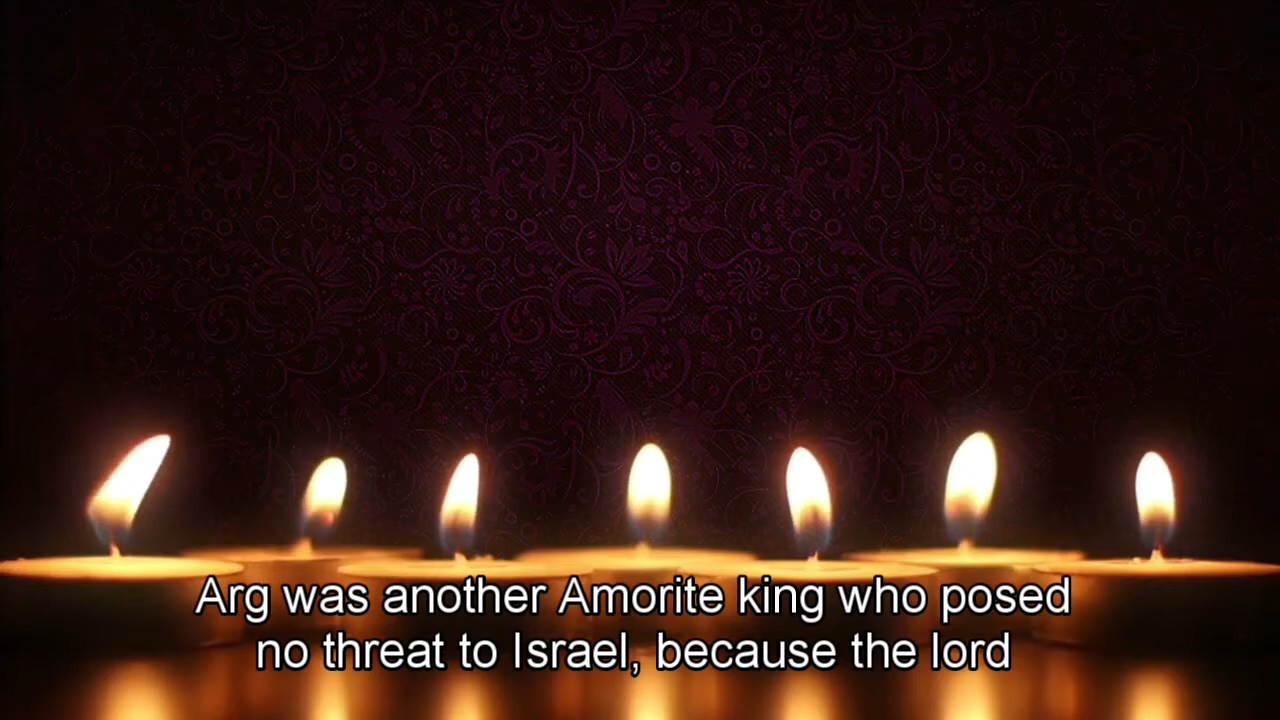 Arg was another Amorite king who posed
no threat to Israel, because the lord